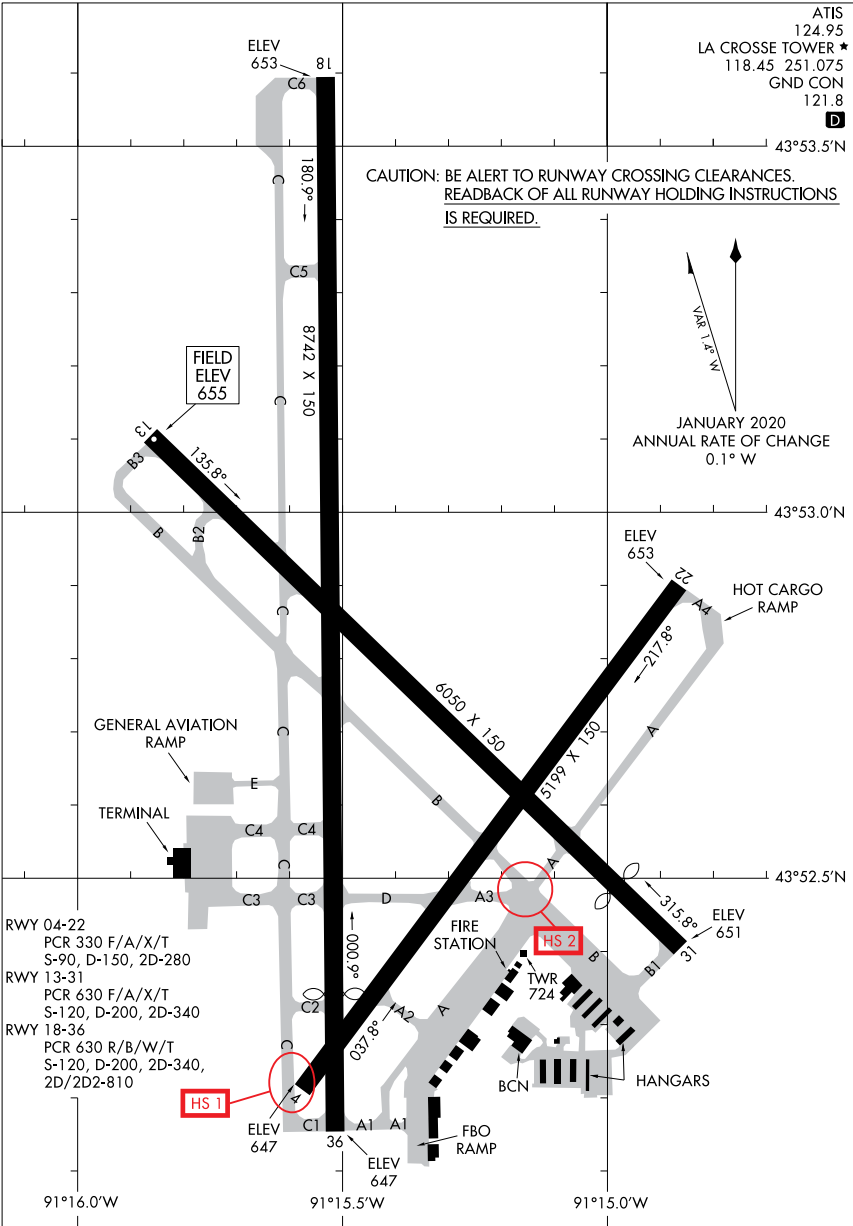 ATIS
124.95
LA CROSSE TOWER ★
118.45 251.075
GND CON
121.8
D
ELEV
653
18
C6
43°53.5'N
CAUTION: BE ALERT TO RUNWAY CROSSING CLEARANCES.
READBACK OF ALL RUNWAY HOLDING INSTRUCTIONS
IS REQUIRED.
180.9°
C
C5
8742 X 150
VAR 1.4° W
JANUARY 2020
ANNUAL RATE OF CHANGE
0.1° W
FIELD
ELEV
655
C
13
B3
135.8°
43°53.0'N
B
B2
ELEV
653
22
HOT CARGO
RAMP
A4
C
217.8°
6050 X 150
5199 X 150
A
GENERAL AVIATION
RAMP
C
E
B
TERMINAL
C4
C4
C
A
43°52.5'N
C3
C3
D
A3
315.8°
ELEV
651
31
HS 2
FIRE
STATION
TWR
724
B
B1
RWY 04-22
PCR 330 F/A/X/T
S-90, D-150, 2D-280
RWY 13-31
PCR 630 F/A/X/T
S-120, D-200, 2D-340
RWY 18-36
PCR 630 R/B/W/T
S-120, D-200, 2D-340,
2D/2D2-810
000.9°
C2
A2
A
037.8°
C
HS 1
4
ELEV
647
C1
A1
A1
36
ELEV
647
FBO
RAMP
BCN
HANGARS
91°16.0'W
91°15.5'W
91°15.0'W